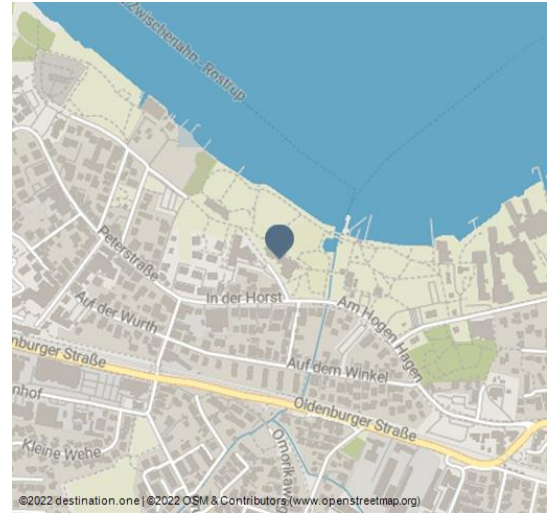 Zwischenahn - Rostrup
Peterstraße
In der Horst
Am Hogen Hagen
Auf der Wurth
Auf dem Winkel
nburger Straße
Oldenburger Straße
nhof
Kleine Wehe
©2022 destination.one | ©2022 OSM & Contributors (www.openstreetmap.org)